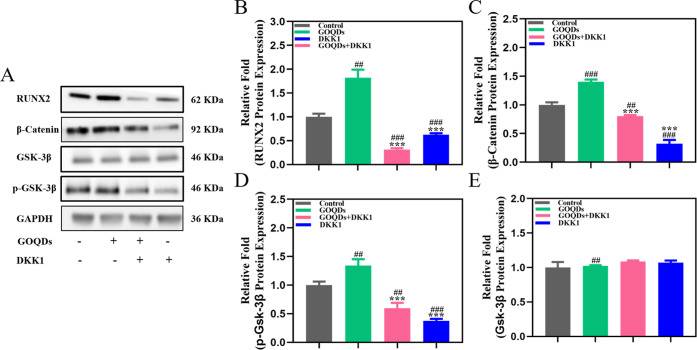 A
RUNX2
62 KDa
β-Catenin
92 KDa
GSK-3β
46 KDa
p-GSK-3β
46 KDa
GAPDH
36 KDa
GOQDs - + + -
DKK1 - - + +
B
Relative Fold
(RUNX2 Protein Expression)
2.0
1.5
1.0
0.5
0.0
Control
GOQDs
DKK1
GOQDs+DKK1
##
###
***
###
***
C
Relative Fold
(β-Catenin Protein Expression)
2.5
2.0
1.5
1.0
0.5
0.0
Control
GOQDs
GOQDs+DKK1
DKK1
###
##
***
***
###
D
Relative Fold
(p-Gsk-3β Protein Expression)
2.5
2.0
1.5
1.0
0.5
0.0
Control
GOQDs
GOQDs+DKK1
DKK1
##
##
***
###
***
E
Relative Fold
(Gsk-3β Protein Expression)
2.0
1.5
1.0
0.5
0.0
Control
GOQDs
GOQDs+DKK1
DKK1
##